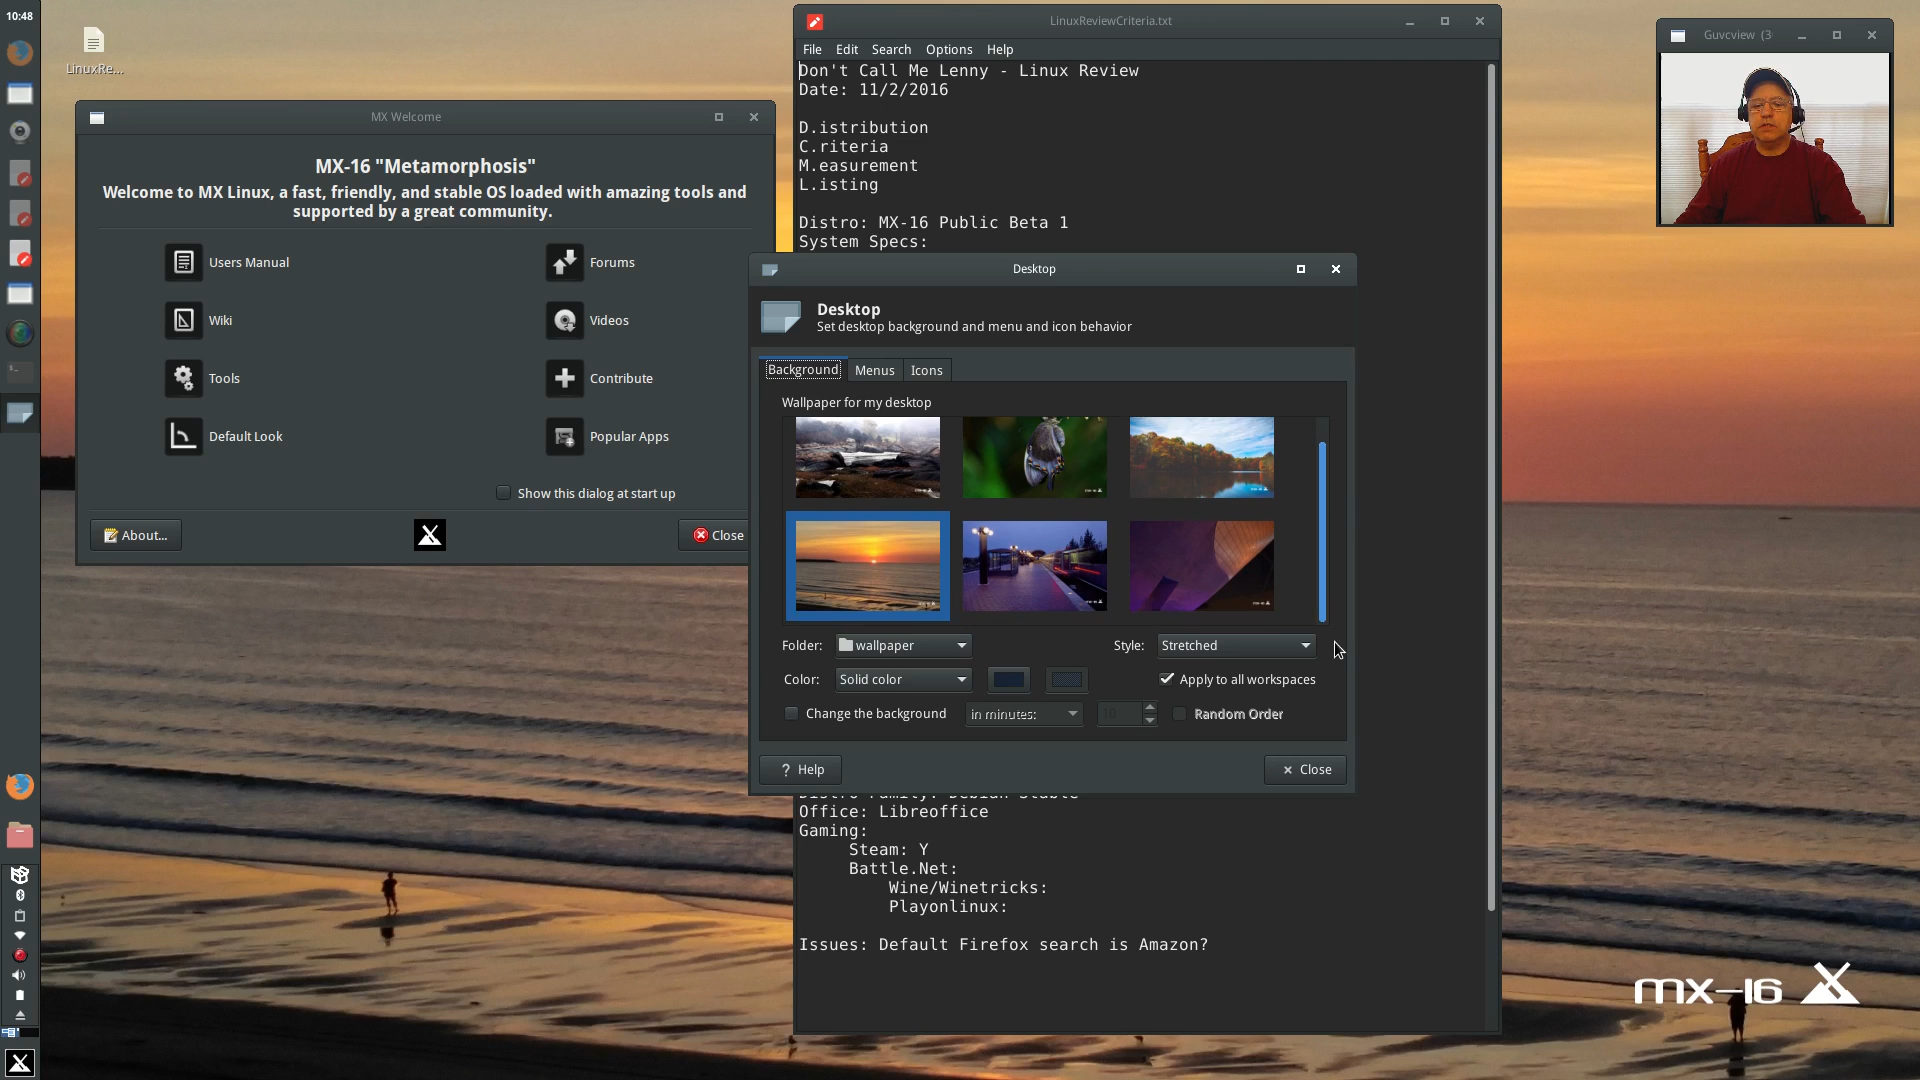 10:48
LinuxRe...
MX Welcome
MX-16 "Metamorphosis"
Welcome to MX Linux, a fast, friendly, and stable OS loaded with amazing tools and
supported by a great community.
Users Manual
Forums
Wiki
Videos
Tools
Contribute
Default Look
Popular Apps
Show this dialog at start up
About...
Close
LinuxReviewCriteria.txt
File Edit Search Options Help
Don't Call Me Lenny - Linux Review
Date: 11/2/2016
D.istribution
C.riteria
M.easurement
L.isting
Distro: MX-16 Public Beta 1
System Specs:
Desktop
Desktop
Set desktop background and menu and icon behavior
Background Menus Icons
Wallpaper for my desktop
Folder: wallpaper Style: Stretched
Color: Solid color Apply to all workspaces
Change the background in minutes: 10 Random Order
? Help
Close
Distro Family: Debian Stable
Office: Libreoffice
Gaming:
Steam: Y
Battle.Net:
Wine/Winetricks:
Playonlinux:
Issues: Default Firefox search is Amazon?
Guvcview (3
mx-16